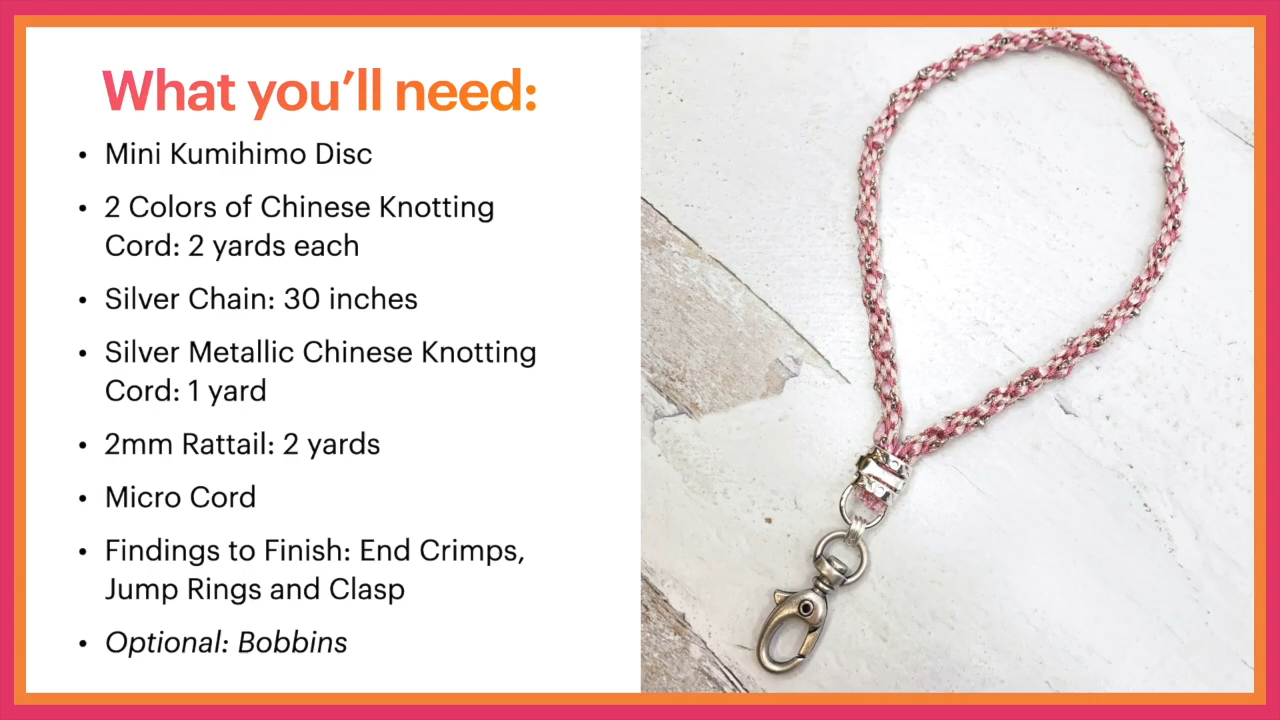 What you’ll need:
• Mini Kumihimo Disc
• 2 Colors of Chinese Knotting
Cord: 2 yards each
• Silver Chain: 30 inches
• Silver Metallic Chinese Knotting
Cord: 1 yard
• 2mm Rattail: 2 yards
• Micro Cord
• Findings to Finish: End Crimps,
Jump Rings and Clasp
• Optional: Bobbins